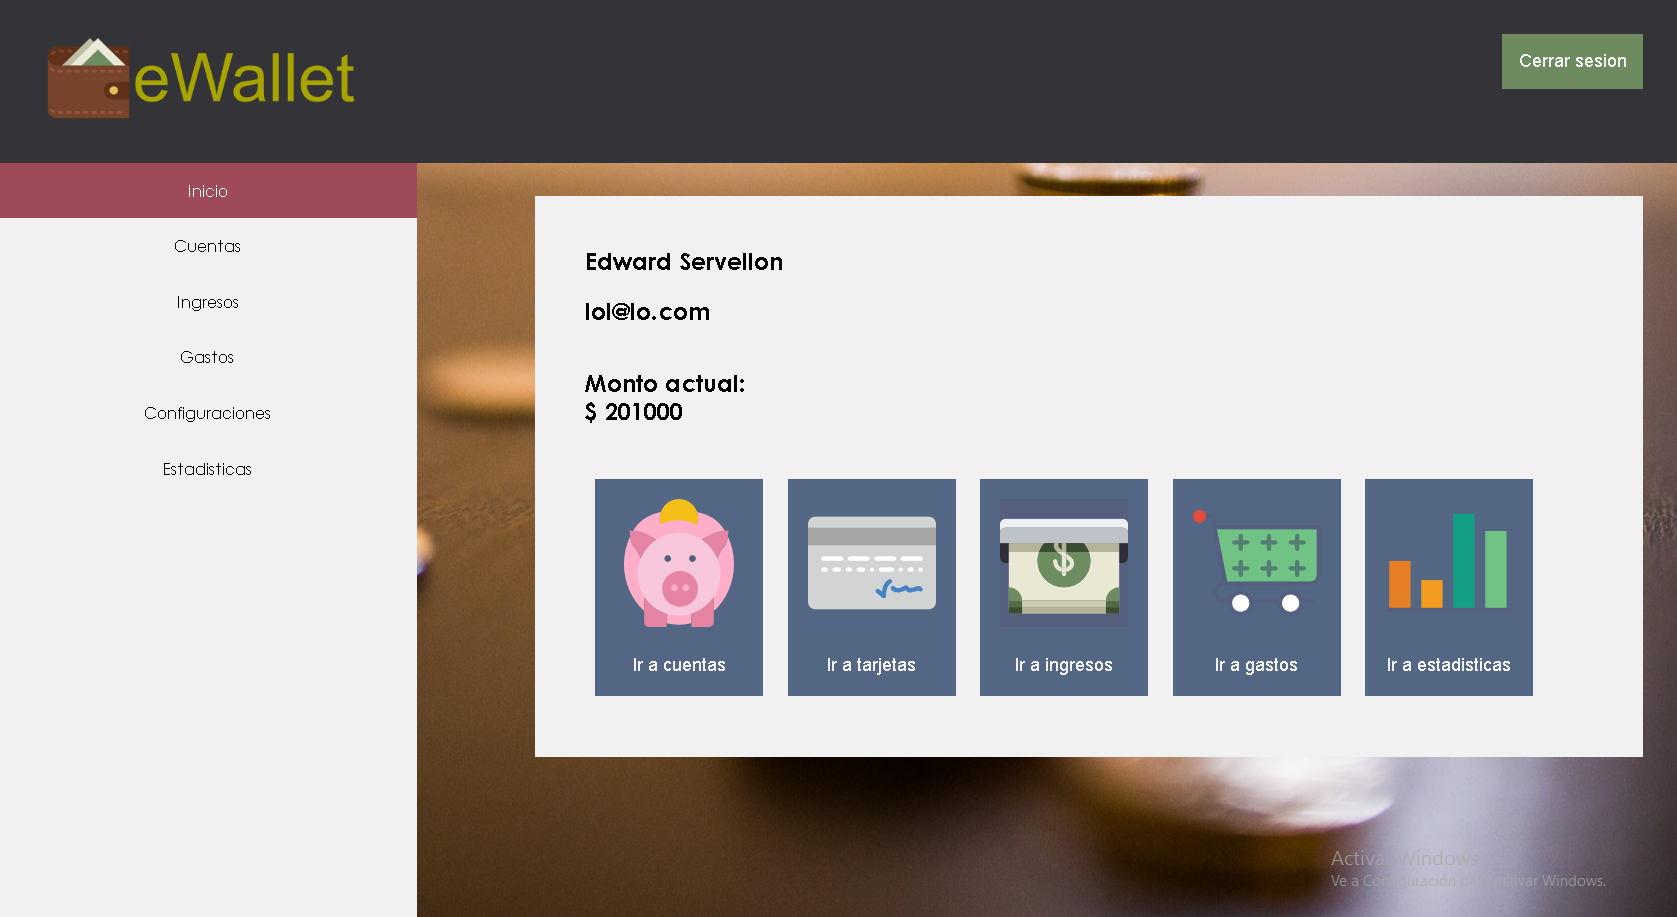 eWallet
Cerrar sesion
Inicio
Cuentas
Ingresos
Gastos
Configuraciones
Estadisticas
Edward Servellon
lol@lo.com
Monto actual:
$ 201000
Ir a cuentas
Ir a tarjetas
Ir a ingresos
Ir a gastos
Ir a estadisticas
Activar Windows
Ve a Configuración para activar Windows.